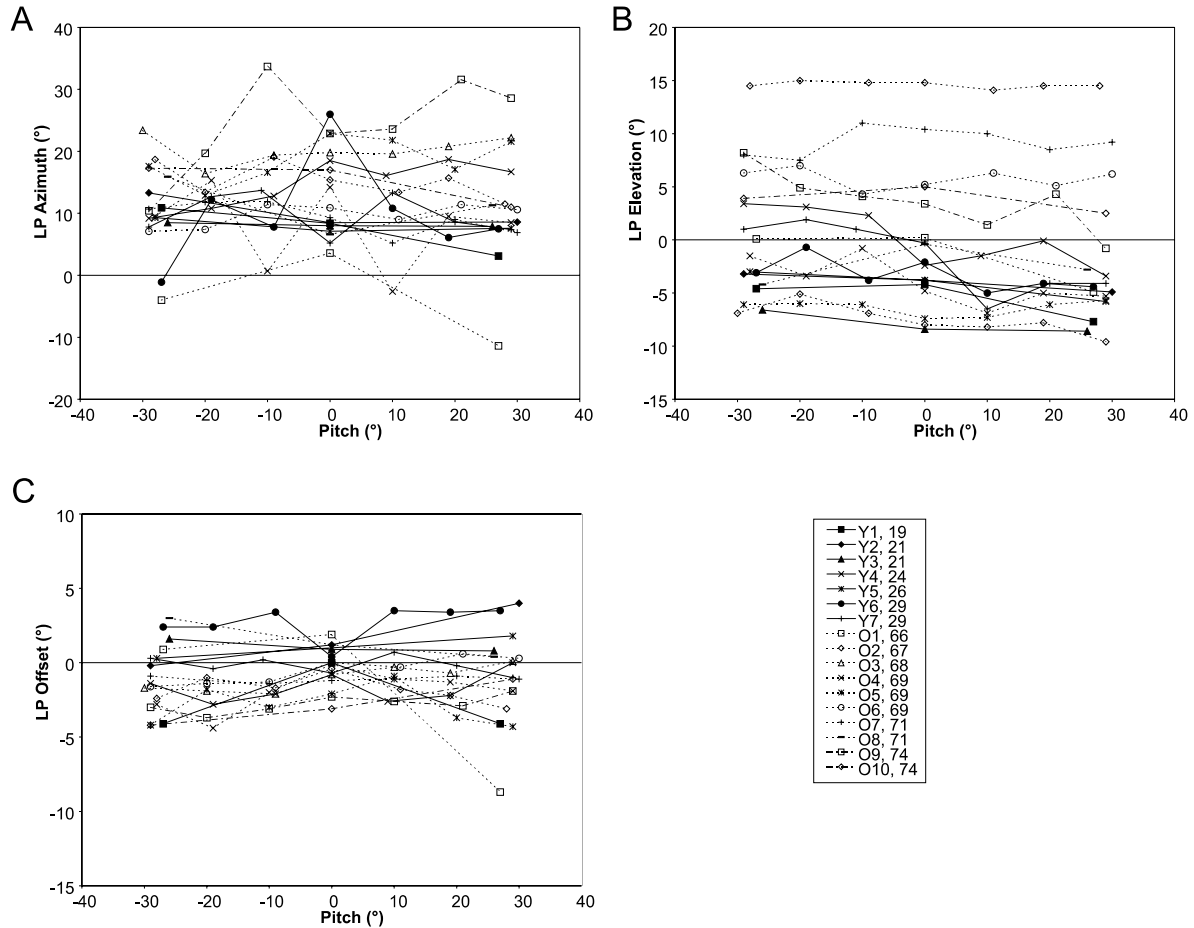 A
B
40
30
20
10
0
-10
-20
LP Azimuth (°)
-40 -30 -20 -10 0 10 20 30 40
Pitch (°)
20
15
10
5
0
-5
-10
-15
LP Elevation (°)
-40 -30 -20 -10 0 10 20 30 40
Pitch (°)
C
10
5
0
-5
-10
-15
LP Offset (°)
-40 -30 -20 -10 0 10 20 30 40
Pitch (°)
Y1, 19
Y2, 21
Y3, 21
Y4, 24
Y5, 26
Y6, 29
Y7, 29
O1, 66
O2, 67
O3, 68
O4, 69
O5, 69
O6, 69
O7, 71
O8, 71
O9, 74
O10, 74